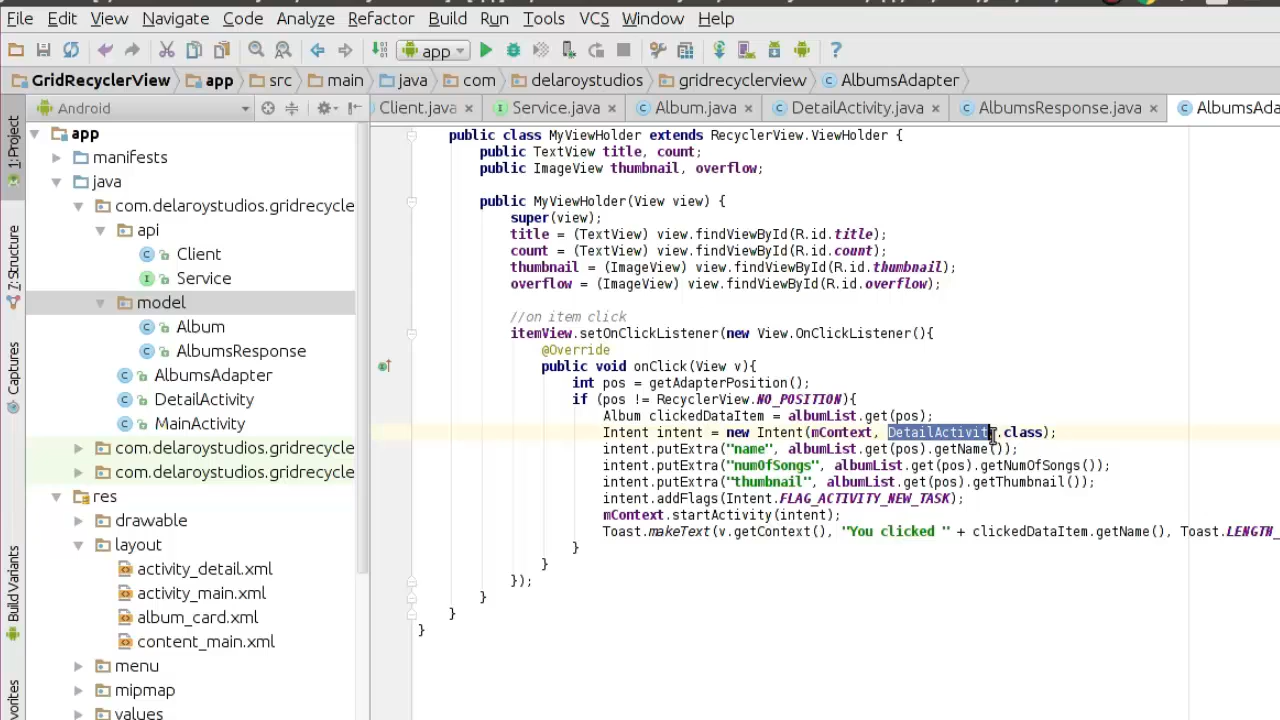 File Edit View Navigate Code Analyze Refactor Build Run Tools VCS Window Help
app
GridRecyclerView app src main java com delaroystudios gridrecyclerview AlbumsAdapter
Android
Client.java Service.java Album.java DetailActivity.java AlbumsResponse.java AlbumsAda
1: Project
7: Structure
Captures
Build Variants
vorites
app
manifests
java
com.delaroystudios.gridrecycle
api
Client
Service
model
Album
AlbumsResponse
AlbumsAdapter
DetailActivity
MainActivity
com.delaroystudios.gridrecycle
com.delaroystudios.gridrecycle
res
drawable
layout
activity_detail.xml
activity_main.xml
album_card.xml
content_main.xml
menu
mipmap
values
public class MyViewHolder extends RecyclerView.ViewHolder {
public TextView title, count;
public ImageView thumbnail, overflow;
public MyViewHolder(View view) {
super(view);
title = (TextView) view.findViewById(R.id.title);
count = (TextView) view.findViewById(R.id.count);
thumbnail = (ImageView) view.findViewById(R.id.thumbnail);
overflow = (ImageView) view.findViewById(R.id.overflow);
//on item click
itemView.setOnClickListener(new View.OnClickListener(){
@Override
public void onClick(View v){
int pos = getAdapterPosition();
if (pos != RecyclerView.NO_POSITION){
Album clickedDataItem = albumList.get(pos);
Intent intent = new Intent(mContext, DetailActivity.class);
intent.putExtra("name", albumList.get(pos).getName());
intent.putExtra("numOfSongs", albumList.get(pos).getNumOfSongs());
intent.putExtra("thumbnail", albumList.get(pos).getThumbnail());
intent.addFlags(Intent.FLAG_ACTIVITY_NEW_TASK);
mContext.startActivity(intent);
Toast.makeText(v.getContext(), "You clicked " + clickedDataItem.getName(), Toast.LENGTH_
}
}
});
}
}
}